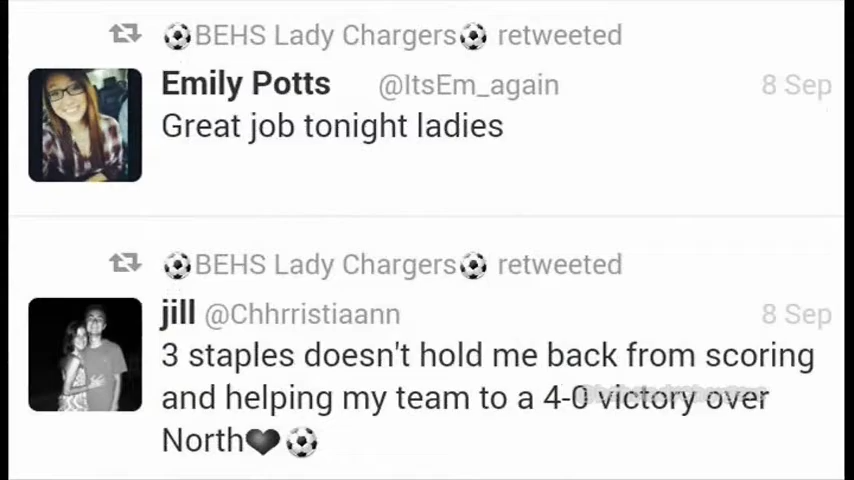 ⚽BEHS Lady Chargers⚽ retweeted
Emily Potts @ItsEm_again 8 Sep
Great job tonight ladies
⚽BEHS Lady Chargers⚽ retweeted
jill @Chhrristiaann 8 Sep
3 staples doesn't hold me back from scoring
and helping my team to a 4-0 victory over
North❤⚽